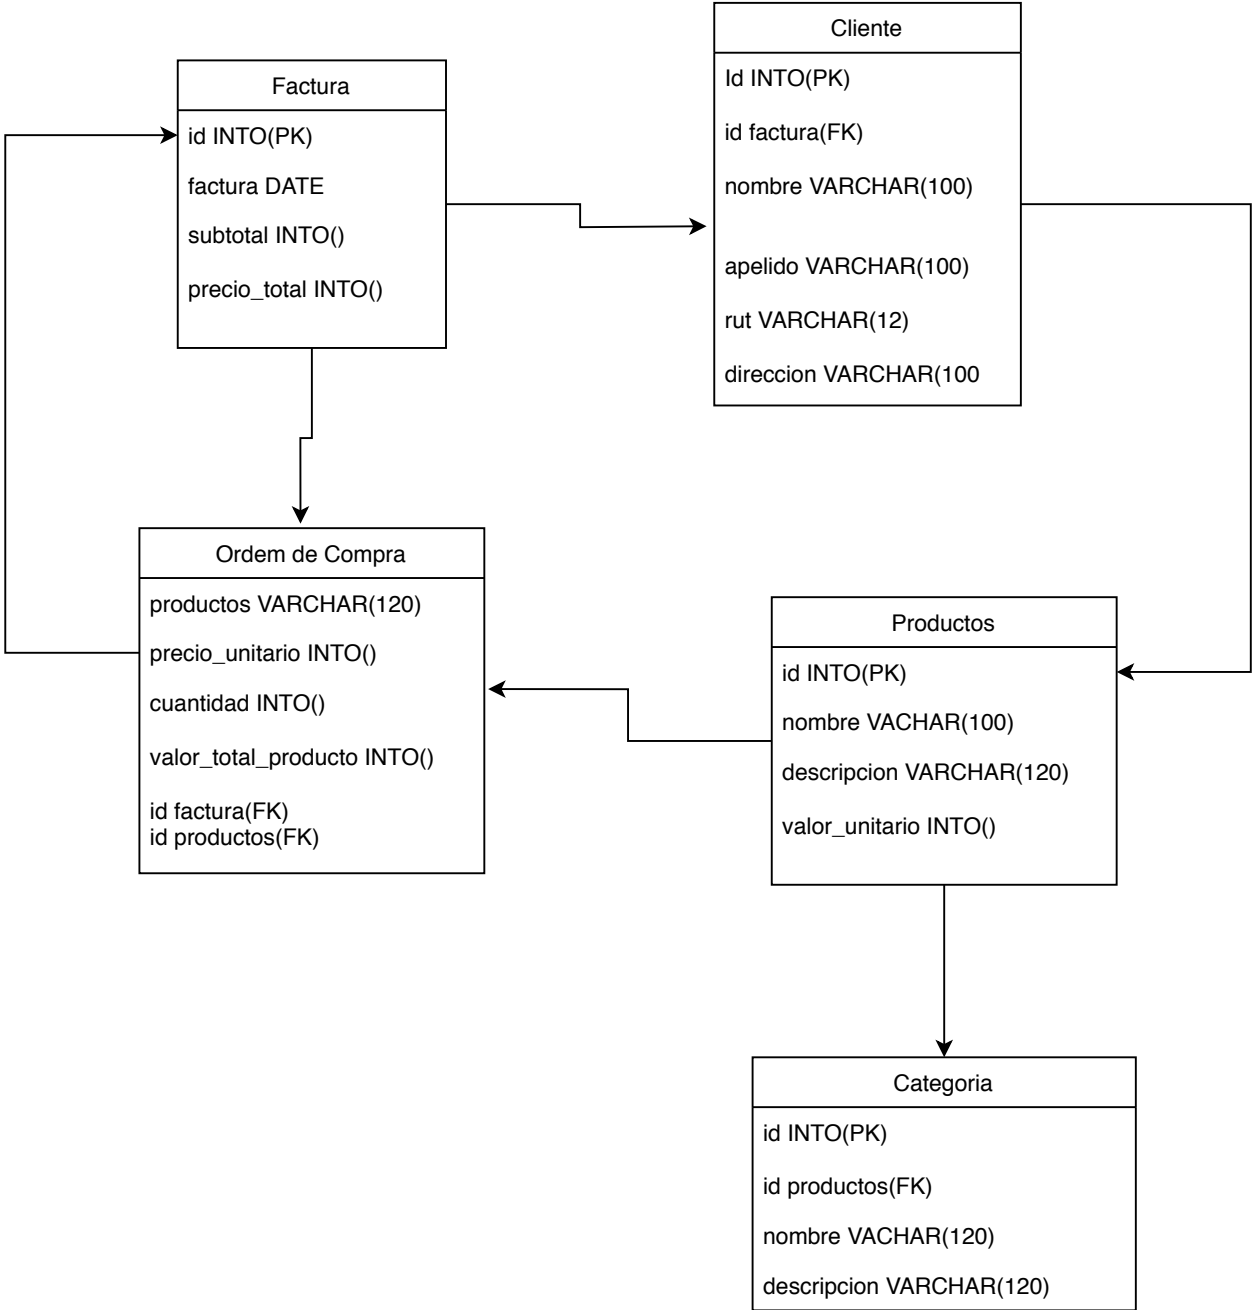 Cliente
Id INTO(PK)
id factura(FK)
nombre VARCHAR(100)
apelido VARCHAR(100)
rut VARCHAR(12)
direccion VARCHAR(100
Factura
id INTO(PK)
factura DATE
subtotal INTO()
precio_total INTO()
Ordem de Compra
productos VARCHAR(120)
precio_unitario INTO()
cuantidad INTO()
valor_total_producto INTO()
id factura(FK)
id productos(FK)
Productos
id INTO(PK)
nombre VACHAR(100)
descripcion VARCHAR(120)
valor_unitario INTO()
Categoria
id INTO(PK)
id productos(FK)
nombre VACHAR(120)
descripcion VARCHAR(120)